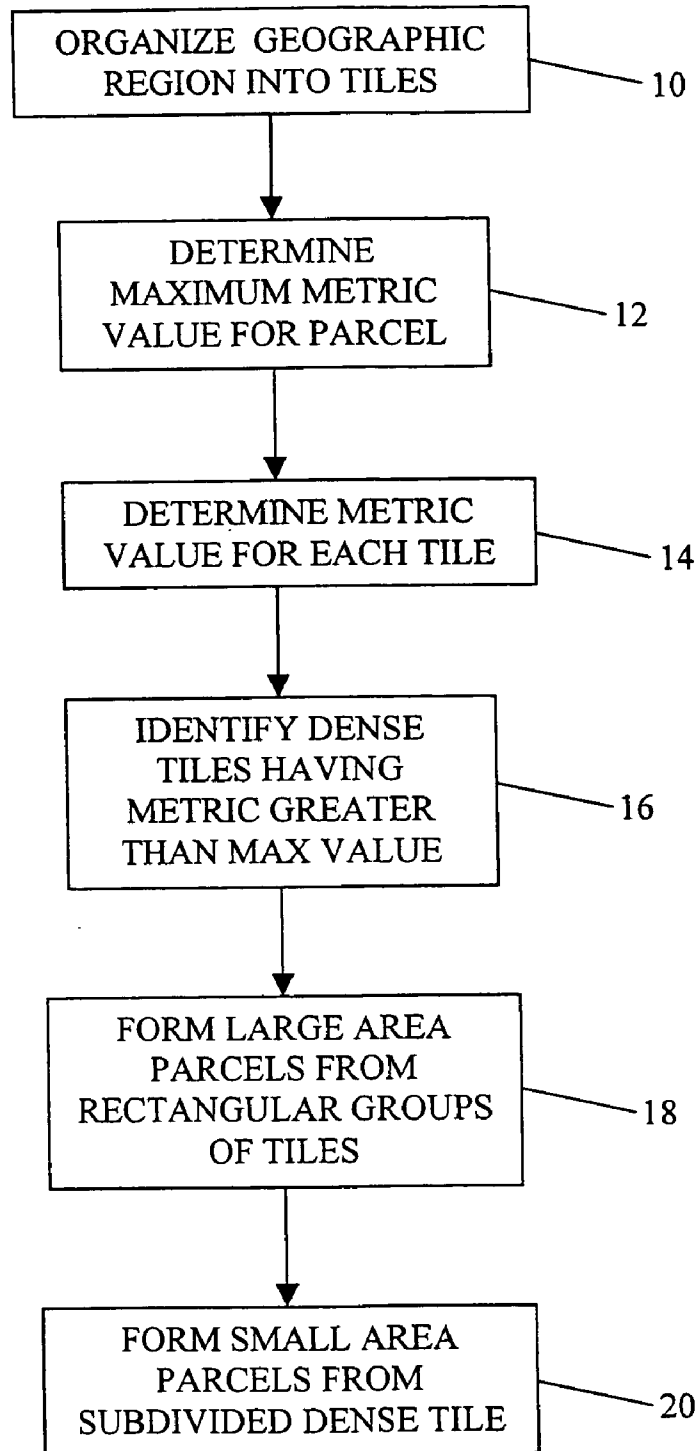 ORGANIZE GEOGRAPHIC
REGION INTO TILES
10
DETERMINE
MAXIMUM METRIC
VALUE FOR PARCEL
12
DETERMINE METRIC
VALUE FOR EACH TILE
14
IDENTIFY DENSE
TILES HAVING
METRIC GREATER
THAN MAX VALUE
16
FORM LARGE AREA
PARCELS FROM
RECTANGULAR GROUPS
OF TILES
18
FORM SMALL AREA
PARCELS FROM
SUBDIVIDED DENSE TILE
20